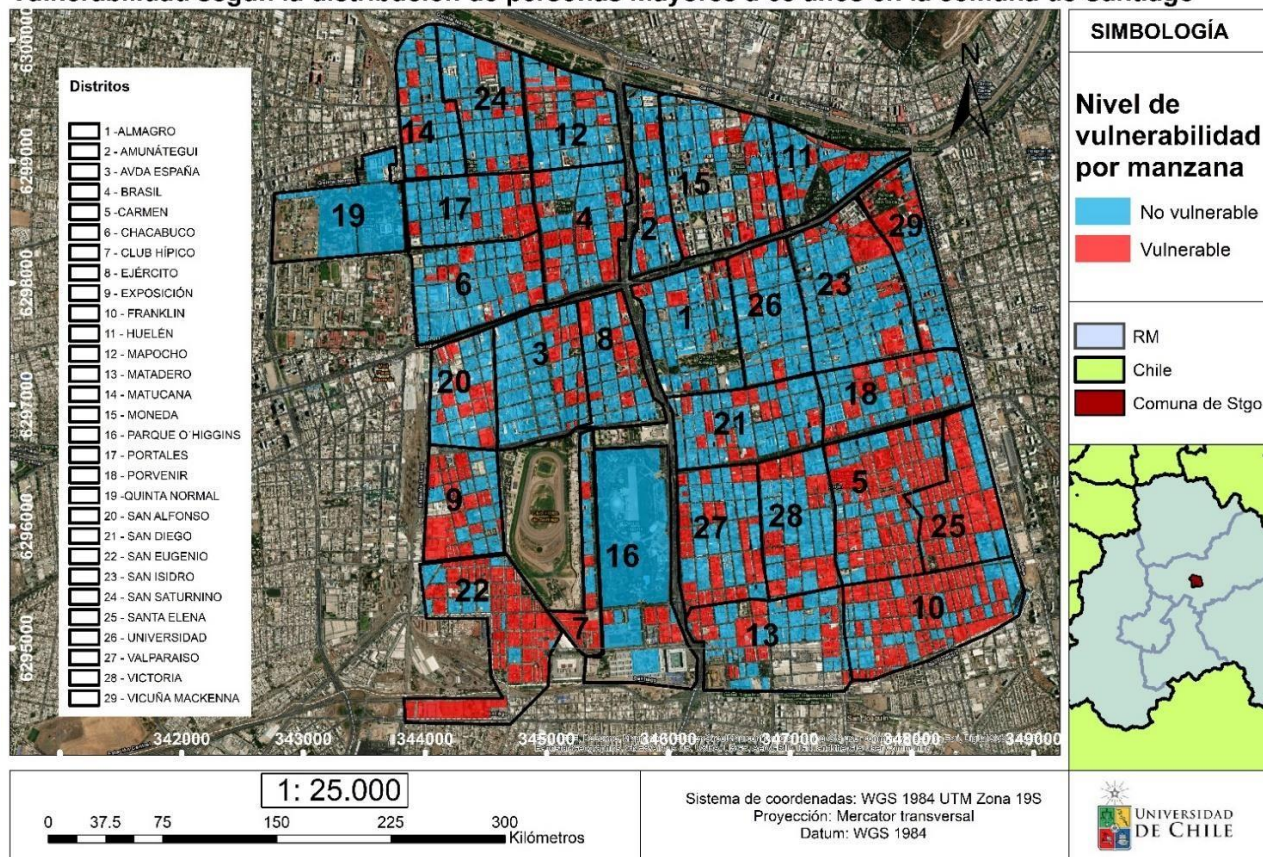 Vulnerabilidad según la distribución de personas mayores a 65 años en la comuna de Santiago
Distritos
1 -ALMAGRO
2 - AMUNÁTEGUI
3 - AVDA ESPAÑA
4 - BRASIL
5 -CARMEN
6 - CHACABUCO
7 - CLUB HÍPICO
8 - EJÉRCITO
9 - EXPOSICIÓN
10 - FRANKLIN
11 - HUELÉN
12 - MAPOCHO
13 - MATADERO
14 - MATUCANA
15 - MONEDA
16 - PARQUE O'HIGGINS
17 - PORTALES
18 - PORVENIR
19 -QUINTA NORMAL
20 - SAN ALFONSO
21 - SAN DIEGO
22 - SAN EUGENIO
23 - SAN ISIDRO
24 - SAN SATURNINO
25 - SANTA ELENA
26 - UNIVERSIDAD
27 - VALPARAISO
28 - VICTORIA
29 - VICUÑA MACKENNA
6300000
6299000
6298000
6297000
6296000
6295000
24
14
12
11
15
19
17
4
2
29
6
1
26
23
3
8
20
18
21
9
5
27
28
25
16
22
10
7
13
342000
343000
344000
345000
346000
347000
348000
349000
N
SIMBOLOGÍA
Nivel de
vulnerabilidad
por manzana
No vulnerable
Vulnerable
RM
Chile
Comuna de Stgo
1: 25.000
0 37.5 75 150 225 300
Kilómetros
Sistema de coordenadas: WGS 1984 UTM Zona 19S
Proyección: Mercator transversal
Datum: WGS 1984
UNIVERSIDAD
DE CHILE